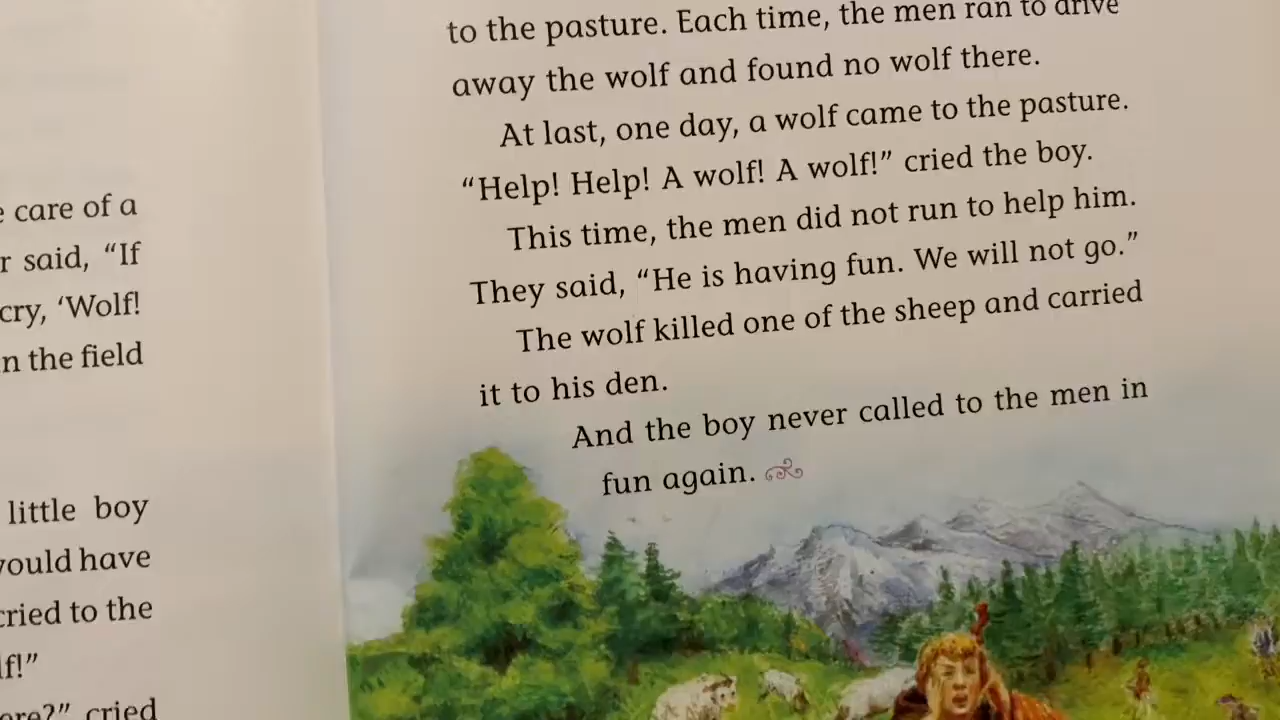 care of a
said, “If
cry, ‘Wolf!
the field
little boy
would have
cried to the
cried
to the pasture. Each time, the men ran to drive
away the wolf and found no wolf there.
At last, one day, a wolf came to the pasture.
“Help! Help! A wolf! A wolf!” cried the boy.
This time, the men did not run to help him.
They said, “He is having fun. We will not go.”
The wolf killed one of the sheep and carried
it to his den.
And the boy never called to the men in
fun again.